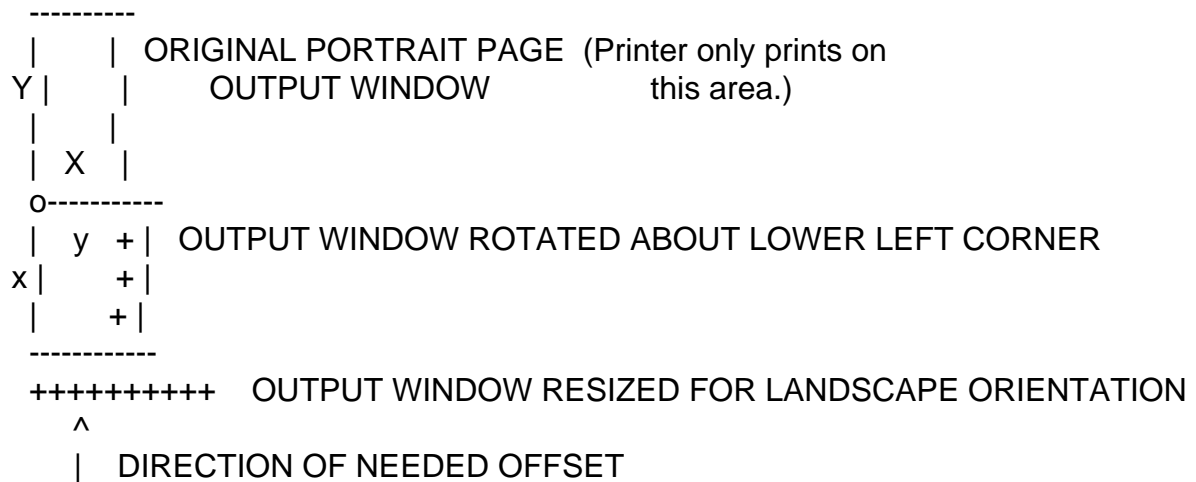 ----------
|        | ORIGINAL PORTRAIT PAGE  (Printer only prints on
Y |        |        OUTPUT WINDOW                this area.)
|        |
|   X   |
o-----------
|    y   + |   OUTPUT WINDOW ROTATED ABOUT LOWER LEFT CORNER
x |        + |
|        + |
------------
++++++++++    OUTPUT WINDOW RESIZED FOR LANDSCAPE ORIENTATION
^
|    DIRECTION OF NEEDED OFFSET